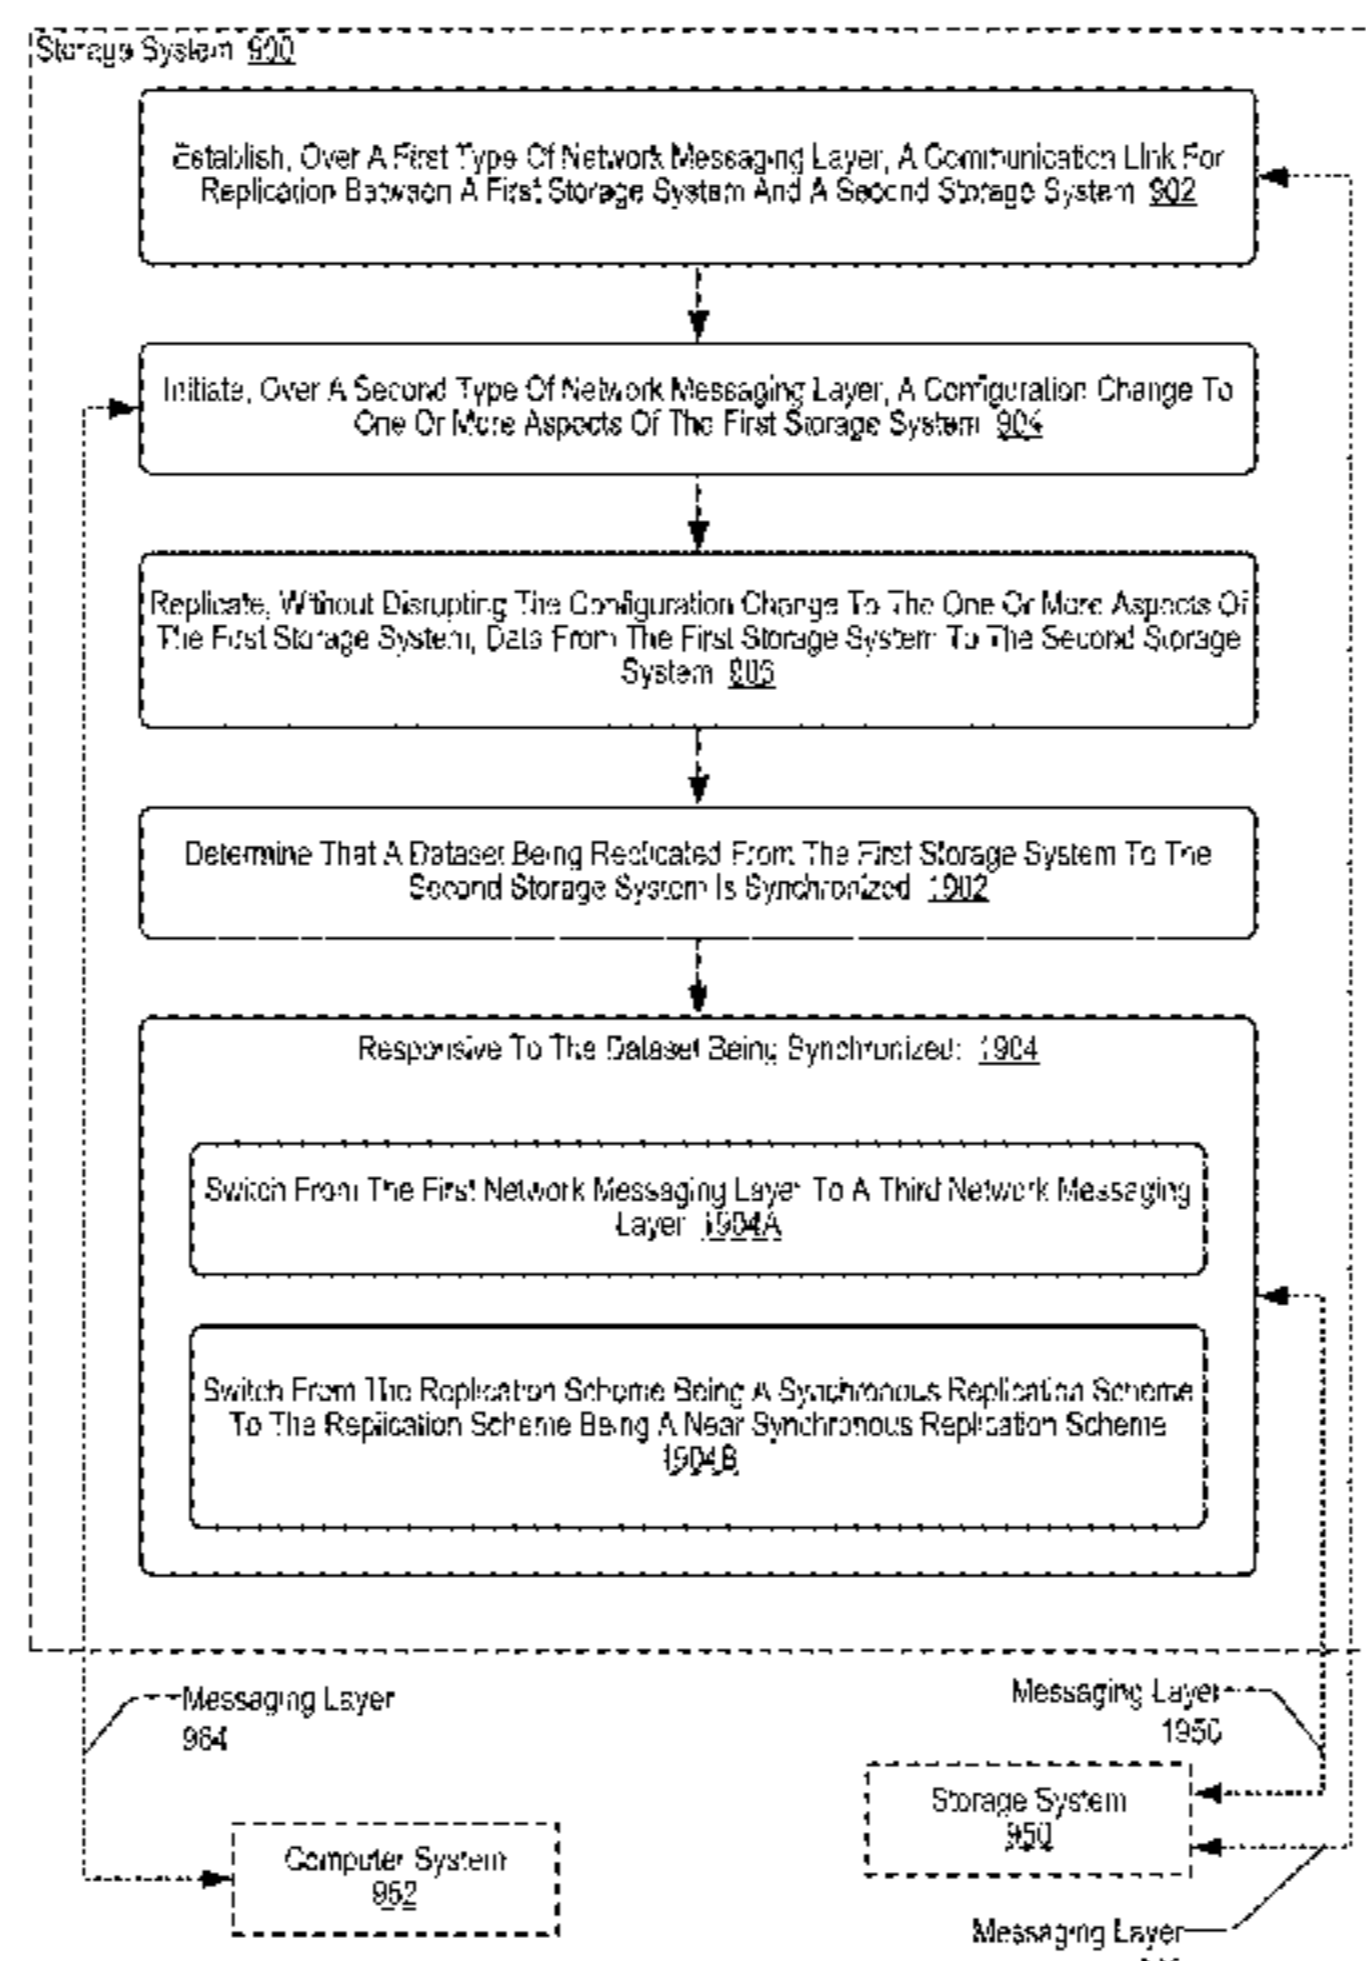 Storage System 900
Establish, Over A First Type Of Network Messaging Layer, A Communication Link For
Replication Between A First Storage System And A Second Storage System 902
Initiate, Over A Second Type Of Network Messaging Layer, A Configuration Change To
One Or More Aspects Of The First Storage System 904
Replicate, Without Disrupting The Configuration Change To The One Or More Aspects Of
The First Storage System, Data From The First Storage System To The Second Storage
System 906
Determine That A Dataset Being Replicated From The First Storage System To The
Second Storage System Is Synchronized 1902
Responsive To The Dataset Being Synchronized: 1904
Switch From The First Network Messaging Layer To A Third Network Messaging
Layer 1904A
Switch From The Replication Scheme Being A Synchronous Replication Scheme
To The Replication Scheme Being A Near Synchronous Replication Scheme
1904B
Messaging Layer
964
Messaging Layer
1950
Storage System
950
Computer System
952
Messaging Layer